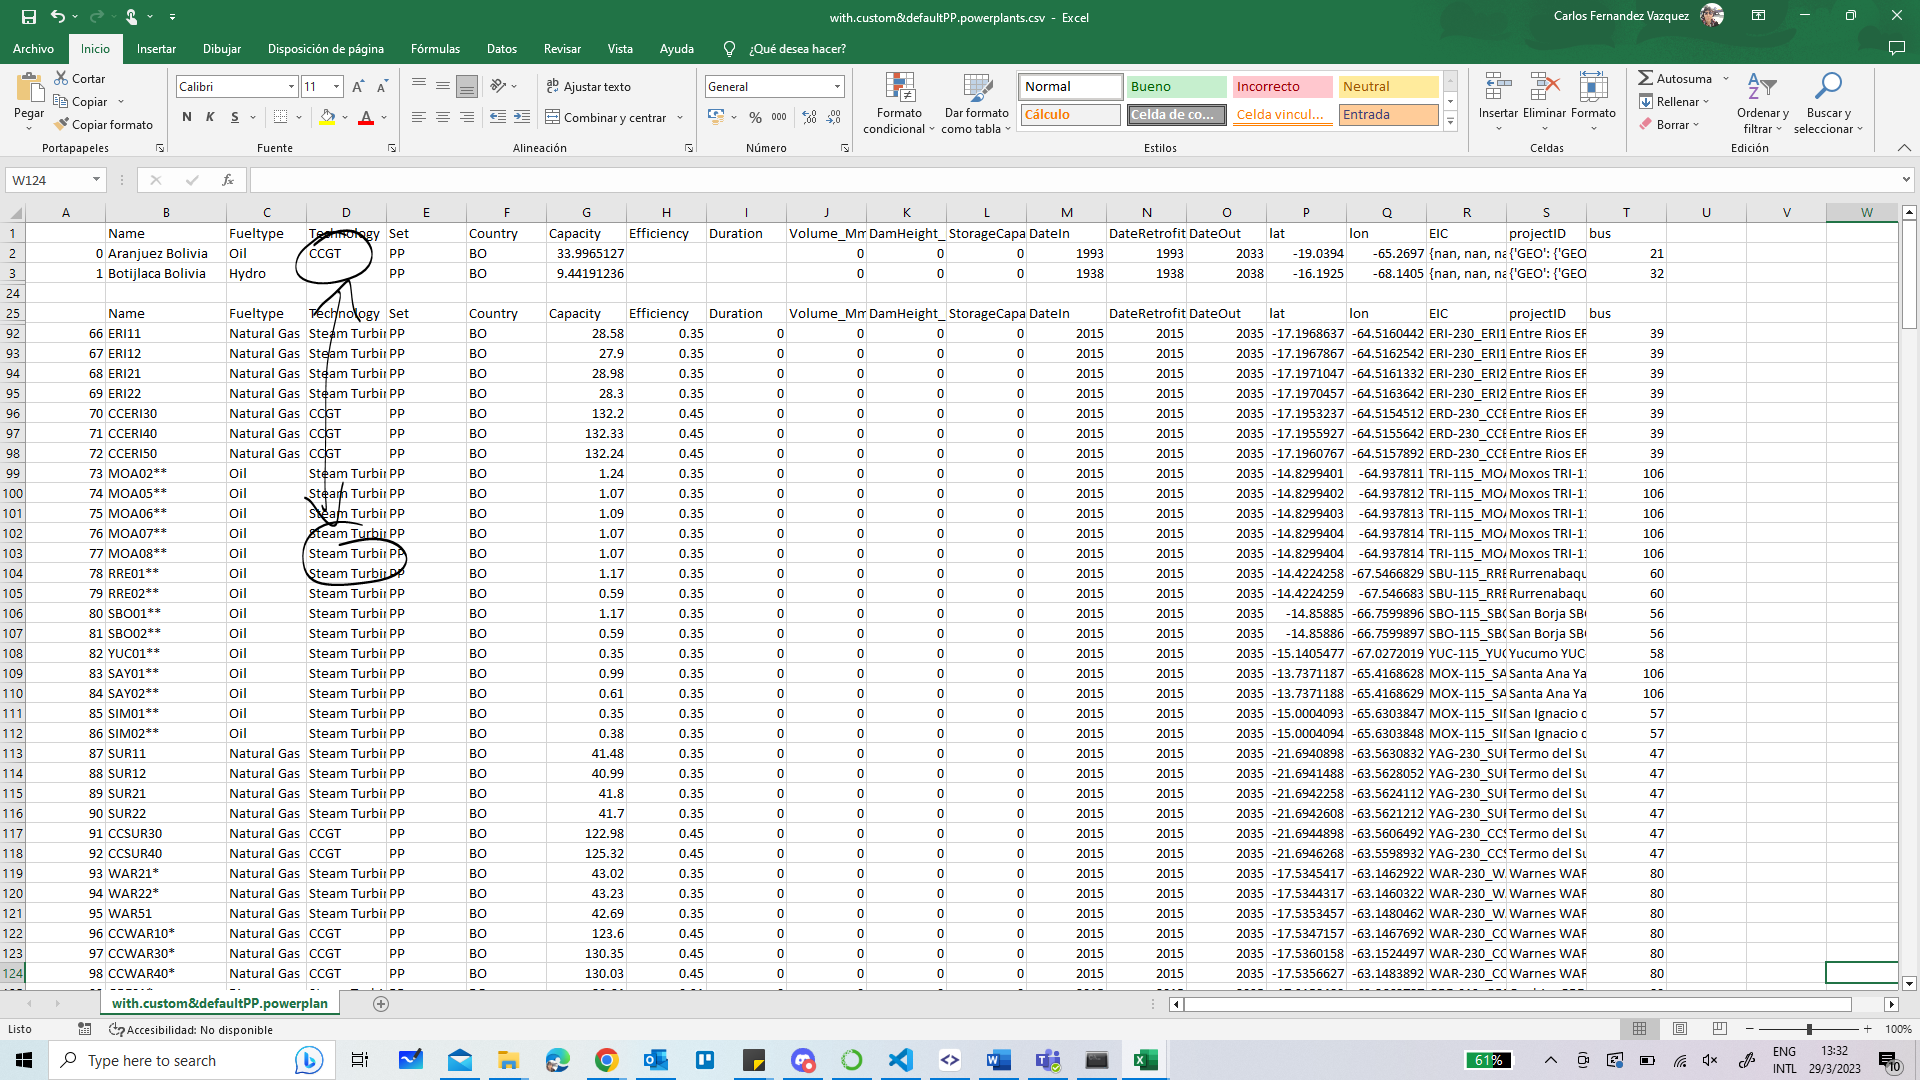 with.custom&defaultPP.powerplants.csv - Excel
Carlos Fernandez Vazquez
Archivo Inicio Insertar Dibujar Disposición de página Fórmulas Datos Revisar Vista Ayuda ¿Qué desea hacer?
Pegar Cortar Copiar Copiar formato Portapapeles
Calibri 11 N K S Fuente
Ajustar texto Combinar y centrar Alineación
General % 000 Número
Formato condicional Dar formato como tabla
Normal Bueno Incorrecto Neutral
Cálculo Celda de co... Celda vincul... Entrada
Estilos
Insertar Eliminar Formato Celdas
Autosuma Rellenar Borrar Ordenar y filtrar Buscar y seleccionar Edición
W124 fx
A B C D E F G H I J K L M N O P Q R S T U V W
1 Name Fueltype Technology Set Country Capacity Efficiency Duration Volume_Mm DamHeight_ StorageCapa DateIn DateRetrofit DateOut lat lon EIC projectID bus
2 0 Aranjuez Bolivia Oil CCGT PP BO 33.9965127 0 0 0 1993 1993 2033 -19.0394 -65.2697 {nan, nan, na {'GEO': {'GEO 21
3 1 Botijlaca Bolivia Hydro PP BO 9.44191236 0 0 0 1938 1938 2038 -16.1925 -68.1405 {nan, nan, na {'GEO': {'GEO 32
24
25 Name Fueltype Technology Set Country Capacity Efficiency Duration Volume_Mm DamHeight_ StorageCapa DateIn DateRetrofit DateOut lat lon EIC projectID bus
92 66 ERI11 Natural Gas Steam Turbin PP BO 28.58 0.35 0 0 0 0 2015 2015 2035 -17.1968637 -64.5160442 ERI-230_ERI1 Entre Rios ER 39
93 67 ERI12 Natural Gas Steam Turbin PP BO 27.9 0.35 0 0 0 0 2015 2015 2035 -17.1967867 -64.5162542 ERI-230_ERI1 Entre Rios ER 39
94 68 ERI21 Natural Gas Steam Turbin PP BO 28.98 0.35 0 0 0 0 2015 2015 2035 -17.1971047 -64.5161332 ERI-230_ERI2 Entre Rios ER 39
95 69 ERI22 Natural Gas Steam Turbin PP BO 28.3 0.35 0 0 0 0 2015 2015 2035 -17.1970457 -64.5163642 ERI-230_ERI2 Entre Rios ER 39
96 70 CCERI30 Natural Gas CCGT PP BO 132.2 0.45 0 0 0 0 2015 2015 2035 -17.1953237 -64.5154512 ERD-230_CCE Entre Rios ER 39
97 71 CCERI40 Natural Gas CCGT PP BO 132.33 0.45 0 0 0 0 2015 2015 2035 -17.1955927 -64.5155642 ERD-230_CCE Entre Rios ER 39
98 72 CCERI50 Natural Gas CCGT PP BO 132.24 0.45 0 0 0 0 2015 2015 2035 -17.1960767 -64.5157892 ERD-230_CCE Entre Rios ER 39
99 73 MOA02** Oil Steam Turbin PP BO 1.24 0.35 0 0 0 0 2015 2015 2035 -14.8299401 -64.937811 TRI-115_MOA Moxos TRI-11 106
100 74 MOA05** Oil Steam Turbin PP BO 1.07 0.35 0 0 0 0 2015 2015 2035 -14.8299402 -64.937812 TRI-115_MOA Moxos TRI-11 106
101 75 MOA06** Oil Steam Turbin PP BO 1.09 0.35 0 0 0 0 2015 2015 2035 -14.8299403 -64.937813 TRI-115_MOA Moxos TRI-11 106
102 76 MOA07** Oil Steam Turbin PP BO 1.07 0.35 0 0 0 0 2015 2015 2035 -14.8299404 -64.937814 TRI-115_MOA Moxos TRI-11 106
103 77 MOA08** Oil Steam Turbin PP BO 1.07 0.35 0 0 0 0 2015 2015 2035 -14.8299404 -64.937814 TRI-115_MOA Moxos TRI-11 106
104 78 RRE01** Oil Steam Turbin PP BO 1.17 0.35 0 0 0 0 2015 2015 2035 -14.4224258 -67.5466829 SBU-115_RRE Rurrenabaqu 60
105 79 RRE02** Oil Steam Turbin PP BO 0.59 0.35 0 0 0 0 2015 2015 2035 -14.4224259 -67.546683 SBU-115_RRE Rurrenabaqu 60
106 80 SBO01** Oil Steam Turbin PP BO 1.17 0.35 0 0 0 0 2015 2015 2035 -14.85885 -66.7599896 SBO-115_SBO San Borja SBO 56
107 81 SBO02** Oil Steam Turbin PP BO 0.59 0.35 0 0 0 0 2015 2015 2035 -14.85886 -66.7599897 SBO-115_SBO San Borja SBO 56
108 82 YUC01** Oil Steam Turbin PP BO 0.35 0.35 0 0 0 0 2015 2015 2035 -15.1405477 -67.0272019 YUC-115_YUC Yucumo YUC- 58
109 83 SAY01** Oil Steam Turbin PP BO 0.99 0.35 0 0 0 0 2015 2015 2035 -13.7371187 -65.4168628 MOX-115_SA Santa Ana Ya 106
110 84 SAY02** Oil Steam Turbin PP BO 0.61 0.35 0 0 0 0 2015 2015 2035 -13.7371188 -65.4168629 MOX-115_SA Santa Ana Ya 106
111 85 SIM01** Oil Steam Turbin PP BO 0.35 0.35 0 0 0 0 2015 2015 2035 -15.0004093 -65.6303847 MOX-115_SIM San Ignacio d 57
112 86 SIM02** Oil Steam Turbin PP BO 0.38 0.35 0 0 0 0 2015 2015 2035 -15.0004094 -65.6303848 MOX-115_SIM San Ignacio d 57
113 87 SUR11 Natural Gas Steam Turbin PP BO 41.48 0.35 0 0 0 0 2015 2015 2035 -21.6940898 -63.5630832 YAG-230_SUR Termo del Su 47
114 88 SUR12 Natural Gas Steam Turbin PP BO 40.99 0.35 0 0 0 0 2015 2015 2035 -21.6941488 -63.5628052 YAG-230_SUR Termo del Su 47
115 89 SUR21 Natural Gas Steam Turbin PP BO 41.8 0.35 0 0 0 0 2015 2015 2035 -21.6942258 -63.5624112 YAG-230_SUR Termo del Su 47
116 90 SUR22 Natural Gas Steam Turbin PP BO 41.7 0.35 0 0 0 0 2015 2015 2035 -21.6942608 -63.5621212 YAG-230_SUR Termo del Su 47
117 91 CCSUR30 Natural Gas CCGT PP BO 122.98 0.45 0 0 0 0 2015 2015 2035 -21.6944898 -63.5606492 YAG-230_CCS Termo del Su 47
118 92 CCSUR40 Natural Gas CCGT PP BO 125.32 0.45 0 0 0 0 2015 2015 2035 -21.6946268 -63.5598932 YAG-230_CCS Termo del Su 47
119 93 WAR21* Natural Gas Steam Turbin PP BO 43.02 0.35 0 0 0 0 2015 2015 2035 -17.5345417 -63.1462922 WAR-230_W Warnes WAR 80
120 94 WAR22* Natural Gas Steam Turbin PP BO 43.23 0.35 0 0 0 0 2015 2015 2035 -17.5344317 -63.1460322 WAR-230_W Warnes WAR 80
121 95 WAR51 Natural Gas Steam Turbin PP BO 42.69 0.35 0 0 0 0 2015 2015 2035 -17.5353457 -63.1480462 WAR-230_W Warnes WAR 80
122 96 CCWAR10* Natural Gas CCGT PP BO 123.6 0.45 0 0 0 0 2015 2015 2035 -17.5347157 -63.1467692 WAR-230_CC Warnes WAR 80
123 97 CCWAR30* Natural Gas CCGT PP BO 130.35 0.45 0 0 0 0 2015 2015 2035 -17.5360158 -63.1524497 WAR-230_CC Warnes WAR 80
124 98 CCWAR40* Natural Gas CCGT PP BO 130.03 0.45 0 0 0 0 2015 2015 2035 -17.5356627 -63.1483892 WAR-230_CC Warnes WAR 80
with.custom&defaultPP.powerplan
Listo Accesibilidad: No disponible 100%
Type here to search 61% ENG INTL 13:32 29/3/2023 10